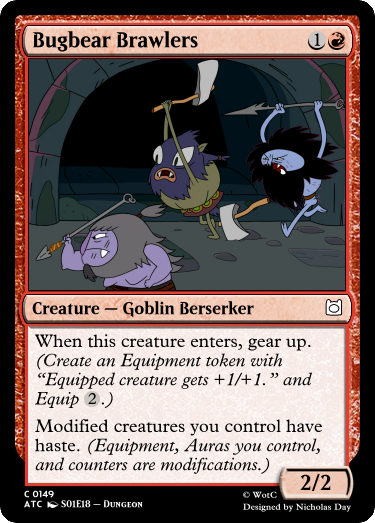 Bugbear Brawlers 1
Creature — Goblin Berserker
When this creature enters, gear up.
(Create an Equipment token with
“Equipped creature gets +1/+1.” and
Equip 2.)
Modified creatures you control have
haste. (Equipment, Auras you control,
and counters are modifications.)
2/2
C 0149 © WotC
ATC S01E18 – Dungeon Designed by Nicholas Day